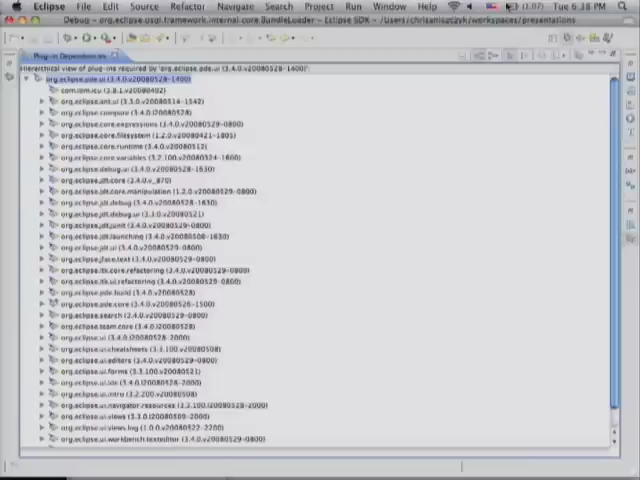 Eclipse File Edit Source Refactor Navigate Search Project Run Window Help (1:07) Tue 6:38 PM
Debug - org.eclipse.osgi.framework.internal.core.BundleLoader - Eclipse SDK - /Users/chrisaniszczyk/workspaces/presentations
Plug-in Dependencies
Hierarchical view of plug-ins required by 'org.eclipse.pde.ui (3.4.0.v20080528-1400)':
org.eclipse.pde.ui (3.4.0.v20080528-1400)
com.ibm.icu (3.8.1.v20080402)
org.eclipse.ant.ui (3.3.0.v20080514-1542)
org.eclipse.compare (3.4.0.v20080528)
org.eclipse.core.expressions (3.4.0.v20080529-0800)
org.eclipse.core.filesystem (1.2.0.v20080421-1801)
org.eclipse.core.runtime (3.4.0.v20080512)
org.eclipse.core.variables (3.2.100.v20080524-1600)
org.eclipse.debug.ui (3.4.0.v20080528-1630)
org.eclipse.jdt.core (3.4.0.v_870)
org.eclipse.jdt.core.manipulation (1.2.0.v20080529-0800)
org.eclipse.jdt.debug (3.4.0.v20080528-1630)
org.eclipse.jdt.debug.ui (3.3.0.v20080521)
org.eclipse.jdt.junit (3.4.0.v20080529-0800)
org.eclipse.jdt.launching (3.4.0.v20080508-1630)
org.eclipse.jdt.ui (3.4.0.v20080529-0800)
org.eclipse.jface.text (3.4.0.v20080529-0800)
org.eclipse.ltk.core.refactoring (3.4.0.v20080529-0800)
org.eclipse.ltk.ui.refactoring (3.4.0.v20080529-0800)
org.eclipse.pde.build (3.4.0.v20080528)
org.eclipse.pde.core (3.4.0.v20080526-1500)
org.eclipse.search (3.4.0.v20080529-0800)
org.eclipse.team.core (3.4.0.I20080528)
org.eclipse.ui (3.4.0.I20080528-2000)
org.eclipse.ui.cheatsheets (3.3.100.v20080508)
org.eclipse.ui.editors (3.4.0.v20080529-0800)
org.eclipse.ui.forms (3.3.100.v20080521)
org.eclipse.ui.ide (3.4.0.I20080528-2000)
org.eclipse.ui.intro (3.2.200.v20080508)
org.eclipse.ui.navigator.resources (3.3.100.I20080528-2000)
org.eclipse.ui.views (3.3.0.I20080509-2000)
org.eclipse.ui.views.log (1.0.0.v20080522-2200)
org.eclipse.ui.workbench.texteditor (3.4.0.v20080529-0800)